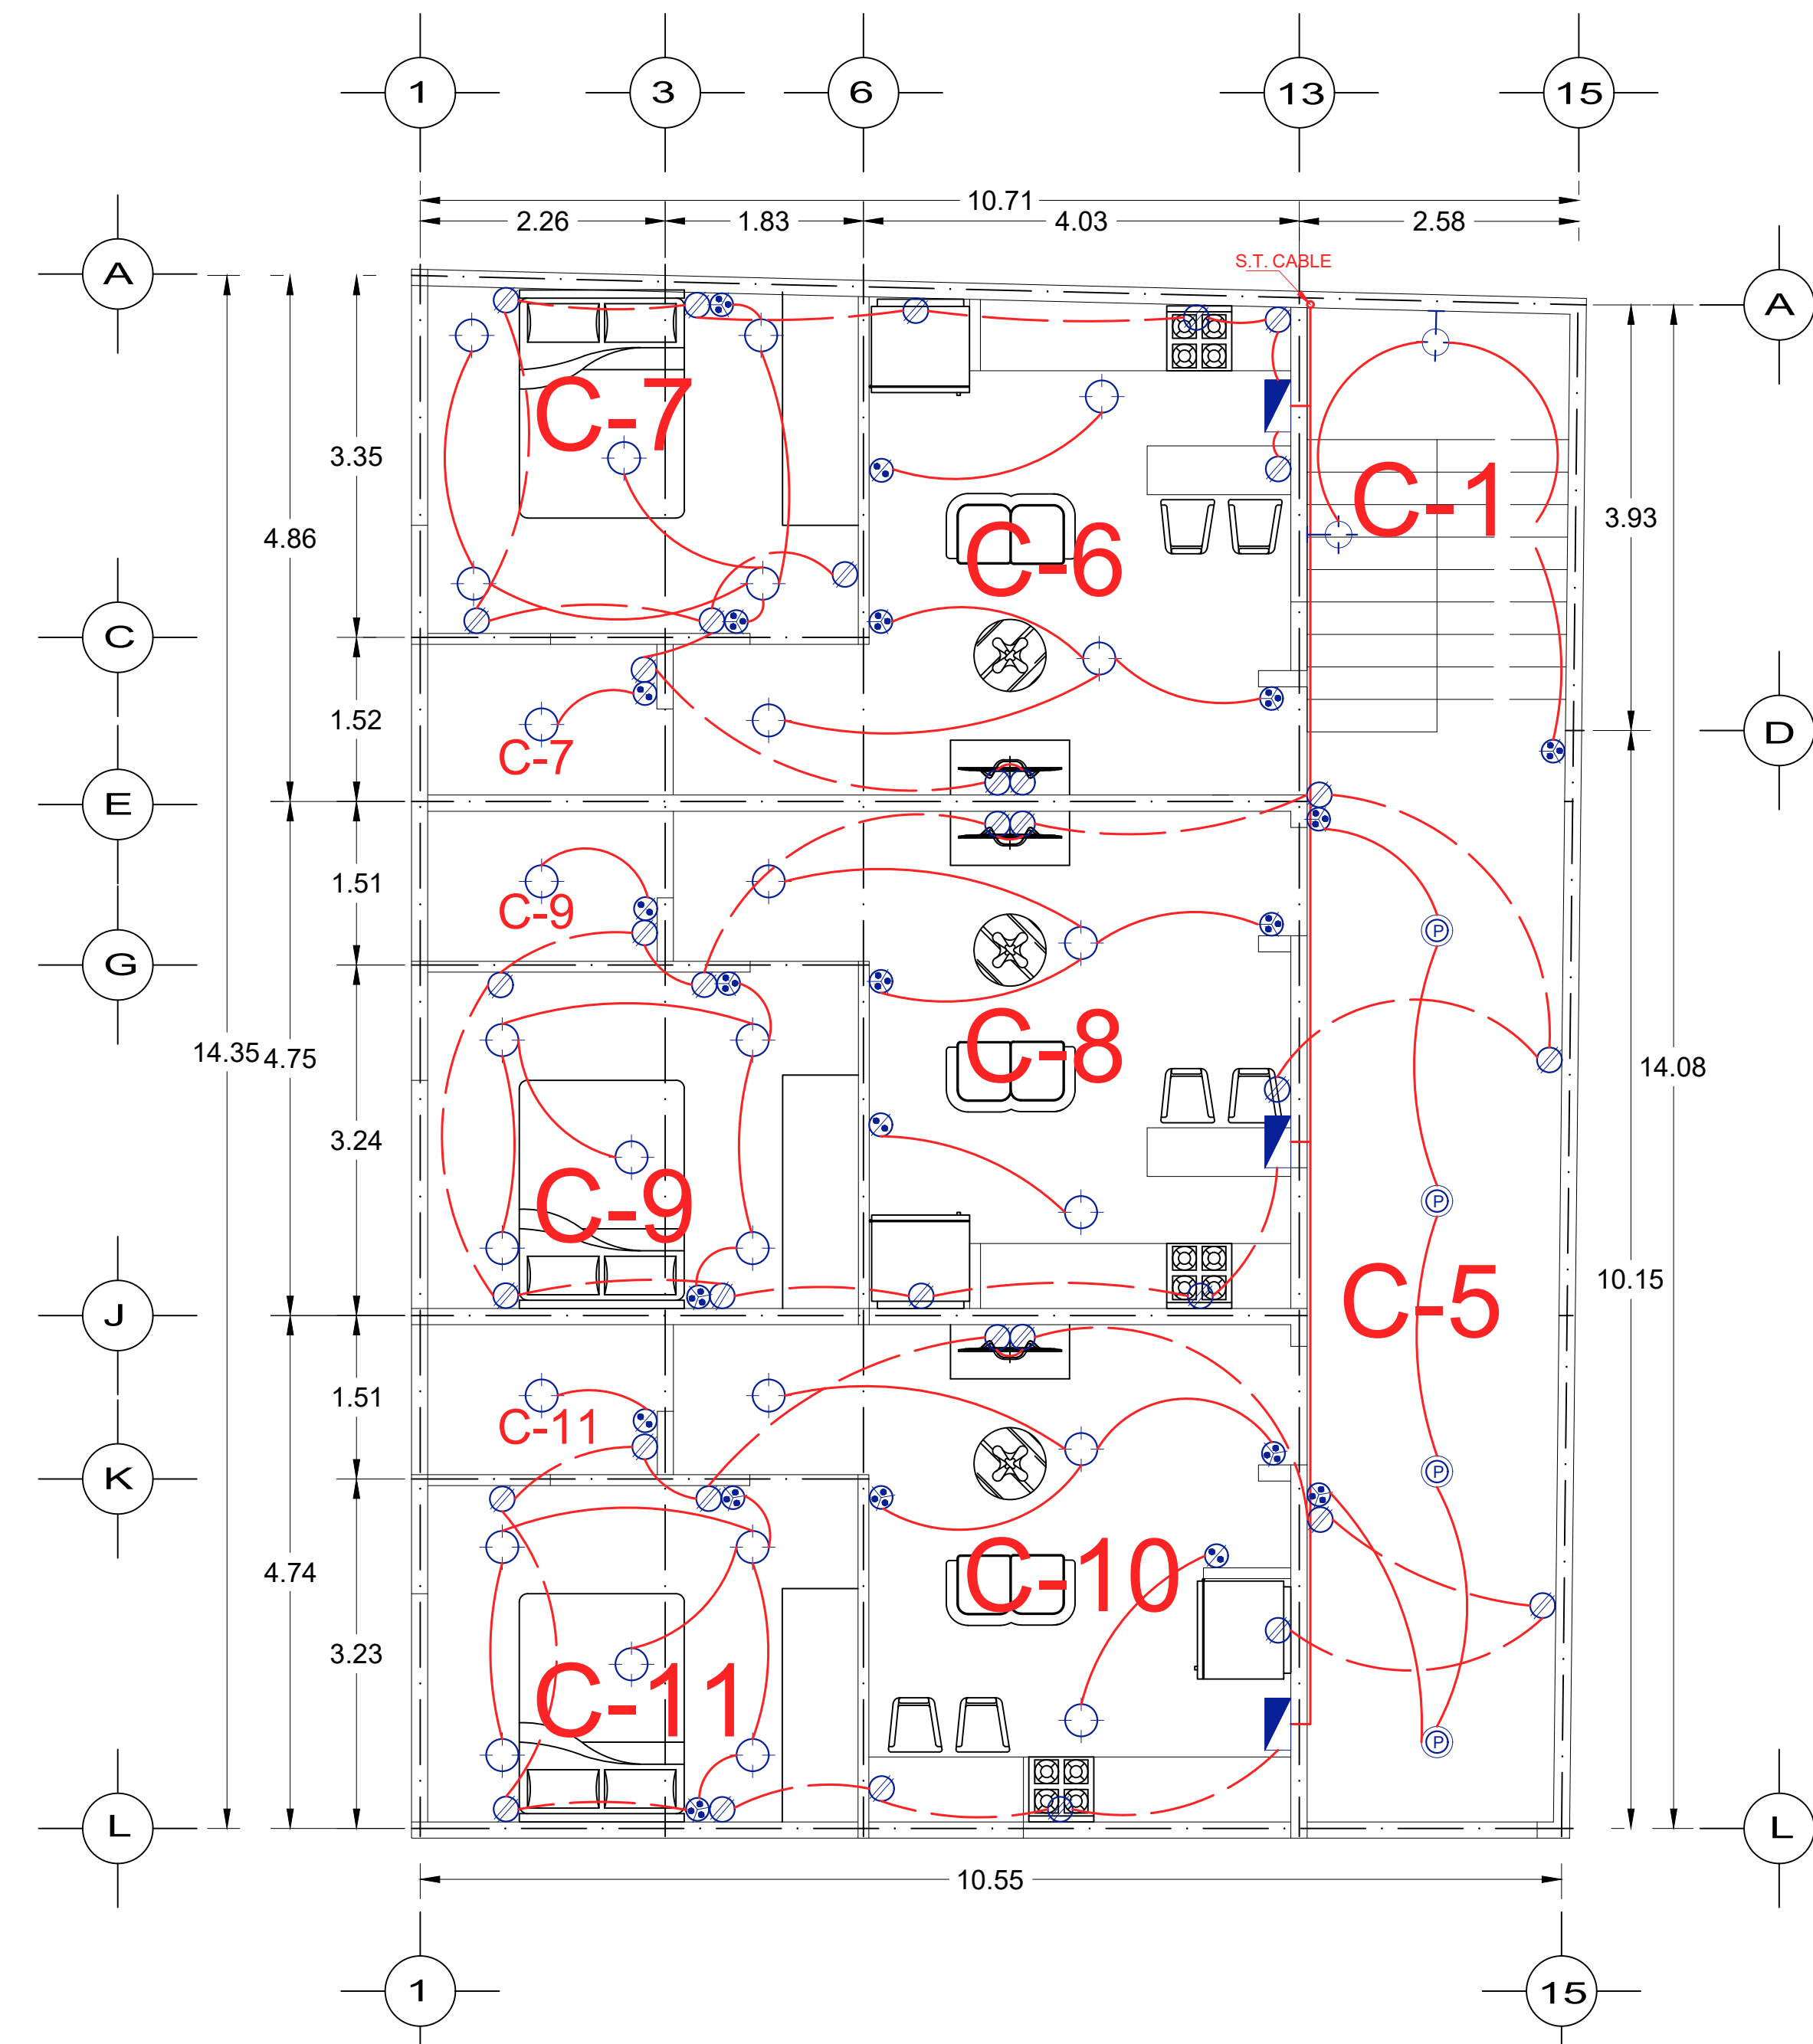 1 3 6 13 15
10.71
2.26 1.83 4.03 2.58
S.T. CABLE
A A
C-7
3.35
C-1
4.86 3.93
C-6
C
1.52
D
C-7
E
1.51
C-9
G
C-8
14.35 4.75 14.08
3.24
C-9
P
P
C-5
10.15
J
1.51
C-11
K
P
C-10
4.74
3.23
C-11
P
L L
10.55
1 15